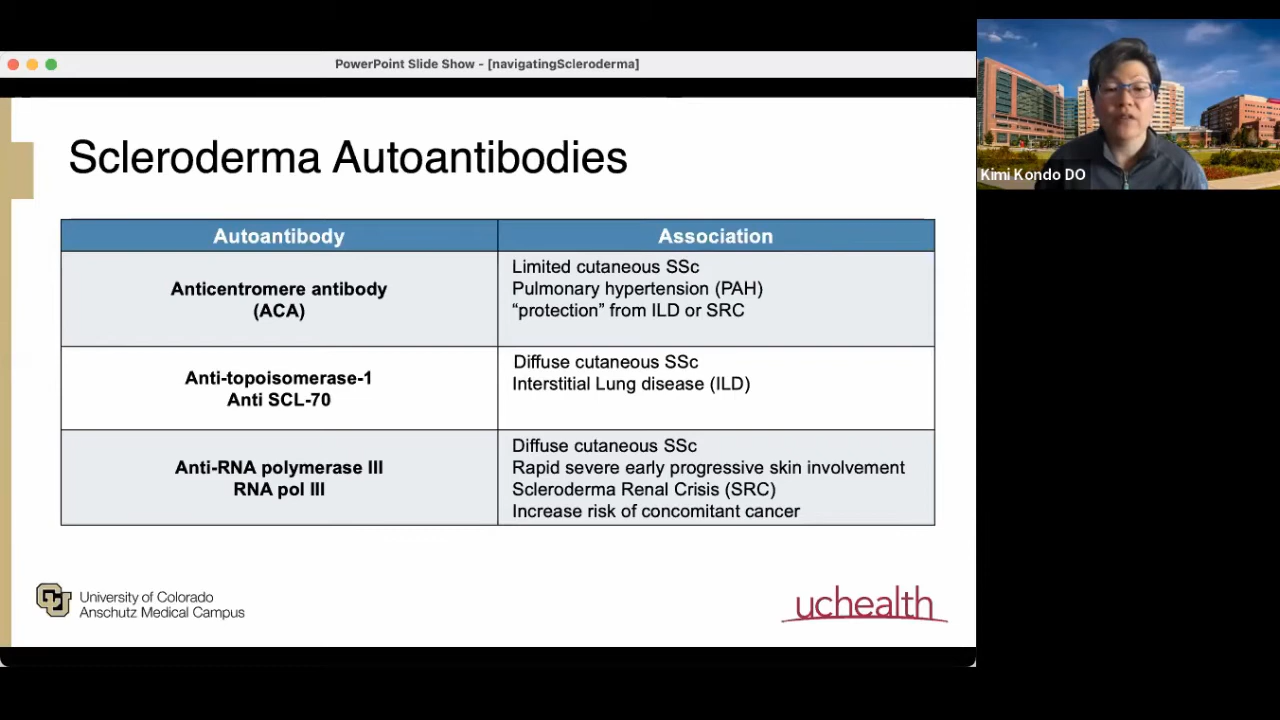 PowerPoint Slide Show - [navigatingScleroderma]
Scleroderma Autoantibodies
Autoantibody
Association
Anticentromere antibody
(ACA)
Limited cutaneous SSc
Pulmonary hypertension (PAH)
“protection” from ILD or SRC
Anti-topoisomerase-1
Anti SCL-70
Diffuse cutaneous SSc
Interstitial Lung disease (ILD)
Anti-RNA polymerase III
RNA pol III
Diffuse cutaneous SSc
Rapid severe early progressive skin involvement
Scleroderma Renal Crisis (SRC)
Increase risk of concomitant cancer
CU
University of Colorado
Anschutz Medical Campus
uchealth
Kimi Kondo DO